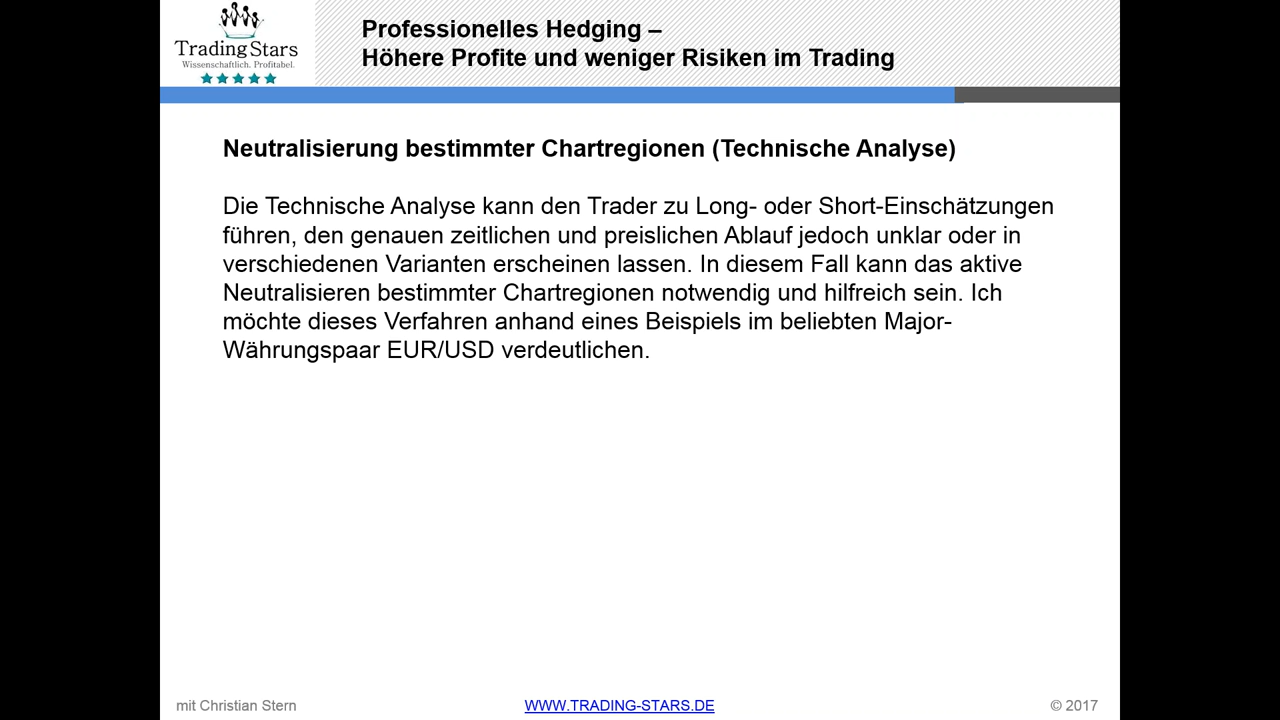 Trading Stars
Wissenschaftlich. Profitabel.
Professionelles Hedging –
Höhere Profite und weniger Risiken im Trading
Neutralisierung bestimmter Chartregionen (Technische Analyse)
Die Technische Analyse kann den Trader zu Long- oder Short-Einschätzungen
führen, den genauen zeitlichen und preislichen Ablauf jedoch unklar oder in
verschiedenen Varianten erscheinen lassen. In diesem Fall kann das aktive
Neutralisieren bestimmter Chartregionen notwendig und hilfreich sein. Ich
möchte dieses Verfahren anhand eines Beispiels im beliebten Major-
Währungspaar EUR/USD verdeutlichen.
mit Christian Stern
WWW.TRADING-STARS.DE
© 2017